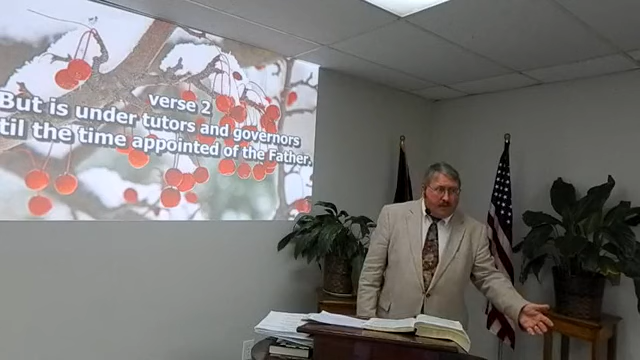 verse 2
But is under tutors and governors
til the time appointed of the Father.